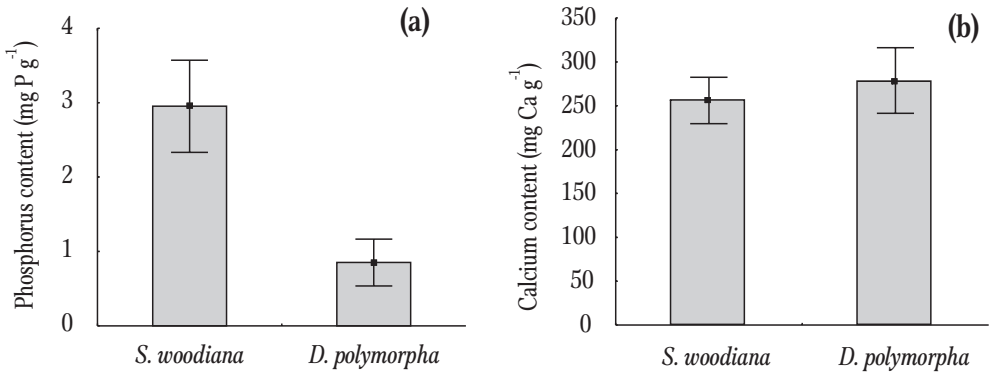 (a)
Phosphorus content (mg P g⁻¹)
4
3
2
1
0
S. woodiana D. polymorpha
(b)
Calcium content (mg Ca g⁻¹)
350
300
250
200
150
100
50
0
S. woodiana D. polymorpha